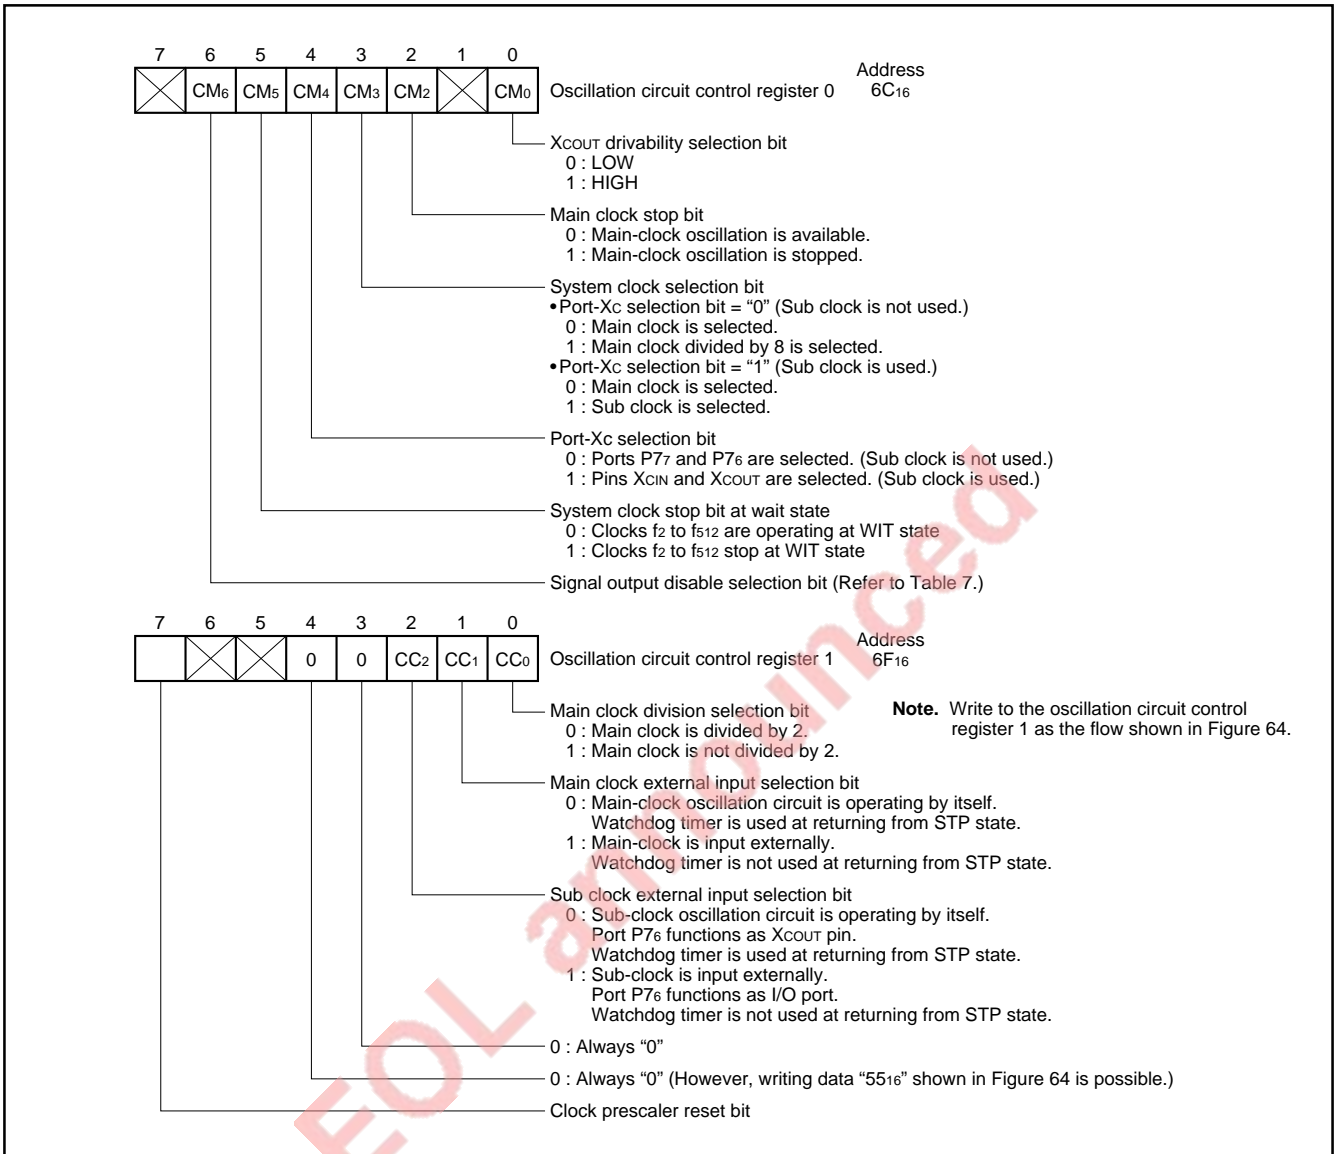 7 6 5 4 3 2 1 0
Address
CM6 CM5 CM4 CM3 CM2 CM0 Oscillation circuit control register 0 6C16
XCOUT drivability selection bit
0 : LOW
1 : HIGH
Main clock stop bit
0 : Main-clock oscillation is available.
1 : Main-clock oscillation is stopped.
System clock selection bit
•Port-XC selection bit = “0” (Sub clock is not used.)
0 : Main clock is selected.
1 : Main clock divided by 8 is selected.
•Port-XC selection bit = “1” (Sub clock is used.)
0 : Main clock is selected.
1 : Sub clock is selected.
Port-Xc selection bit
0 : Ports P77 and P76 are selected. (Sub clock is not used.)
1 : Pins XCIN and XCOUT are selected. (Sub clock is used.)
System clock stop bit at wait state
0 : Clocks f2 to f512 are operating at WIT state
1 : Clocks f2 to f512 stop at WIT state
Signal output disable selection bit (Refer to Table 7.)
7 6 5 4 3 2 1 0
Address
0 0 CC2 CC1 CC0 Oscillation circuit control register 1 6F16
Main clock division selection bit
0 : Main clock is divided by 2.
1 : Main clock is not divided by 2.
Note. Write to the oscillation circuit control
register 1 as the flow shown in Figure 64.
Main clock external input selection bit
0 : Main-clock oscillation circuit is operating by itself.
Watchdog timer is used at returning from STP state.
1 : Main-clock is input externally.
Watchdog timer is not used at returning from STP state.
Sub clock external input selection bit
0 : Sub-clock oscillation circuit is operating by itself.
Port P76 functions as XCOUT pin.
Watchdog timer is used at returning from STP state.
1 : Sub-clock is input externally.
Port P76 functions as I/O port.
Watchdog timer is not used at returning from STP state.
0 : Always “0”
0 : Always “0” (However, writing data “5516” shown in Figure 64 is possible.)
Clock prescaler reset bit
EOL announced